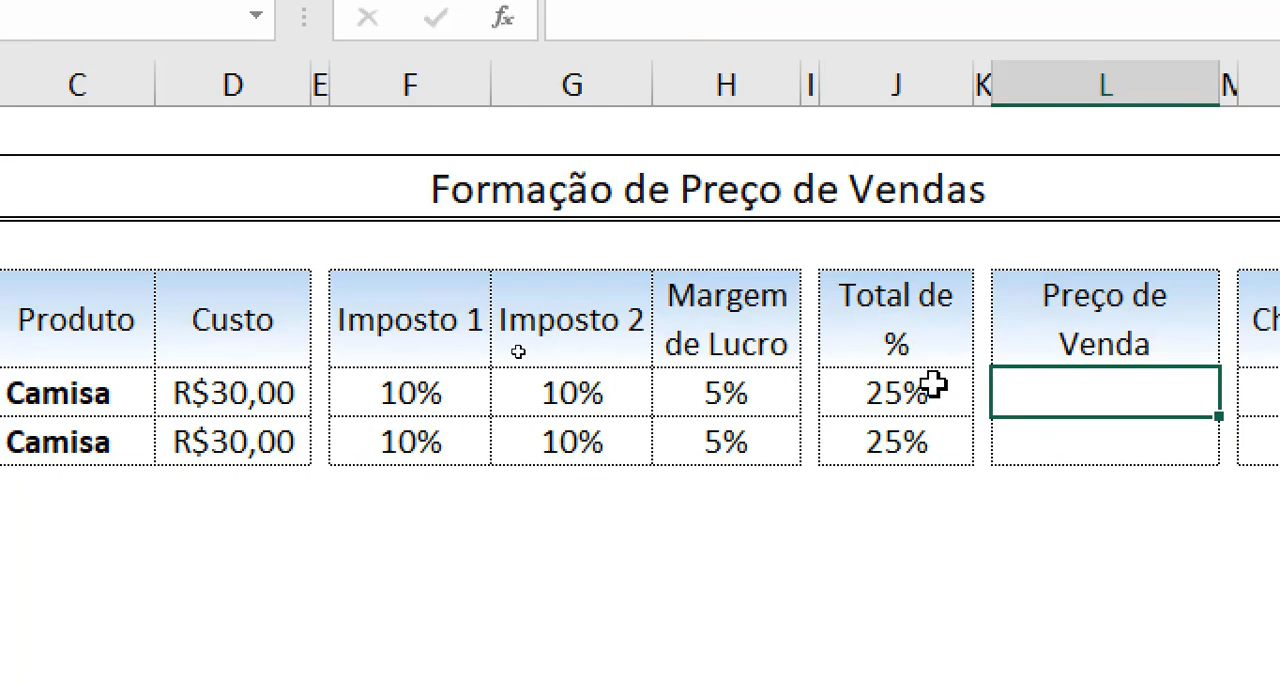 fx
C D E F G H I J K L M
Formação de Preço de Vendas
Produto Custo Imposto 1 Imposto 2 Margem de Lucro Total de % Preço de Venda
Camisa R$30,00 10% 10% 5% 25%
Camisa R$30,00 10% 10% 5% 25%